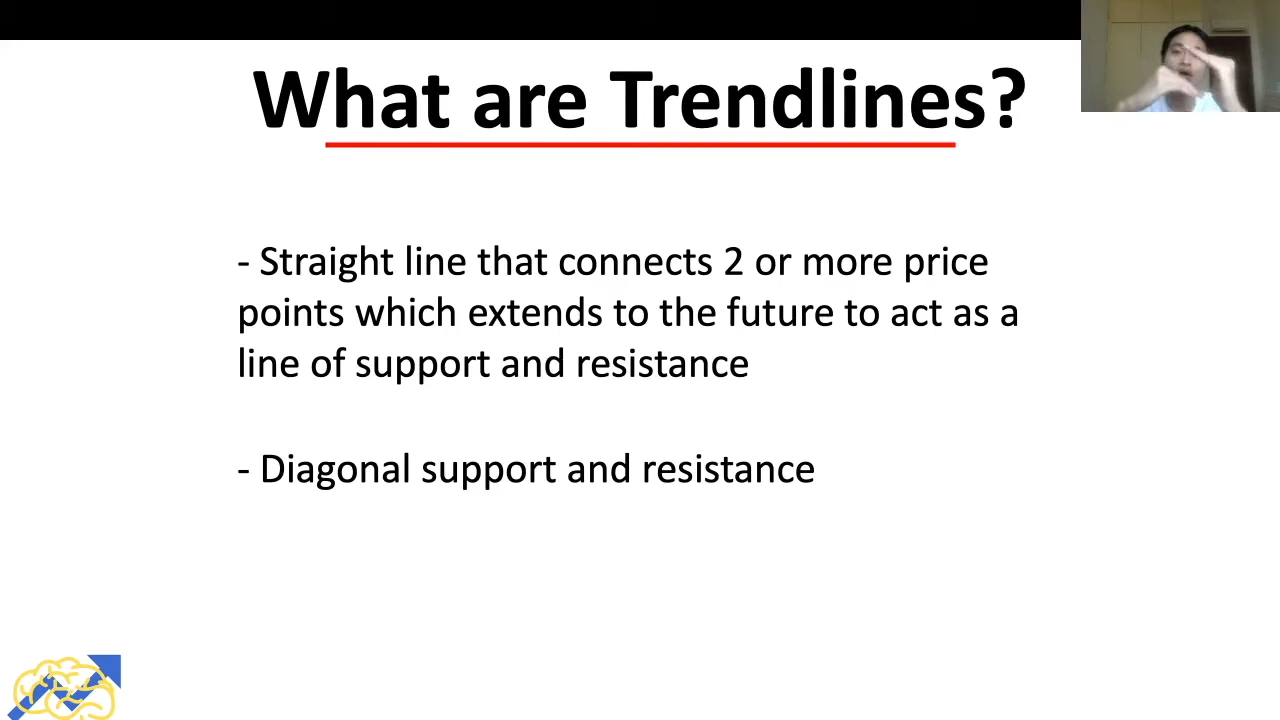 What are Trendlines?
- Straight line that connects 2 or more price
points which extends to the future to act as a
line of support and resistance
- Diagonal support and resistance